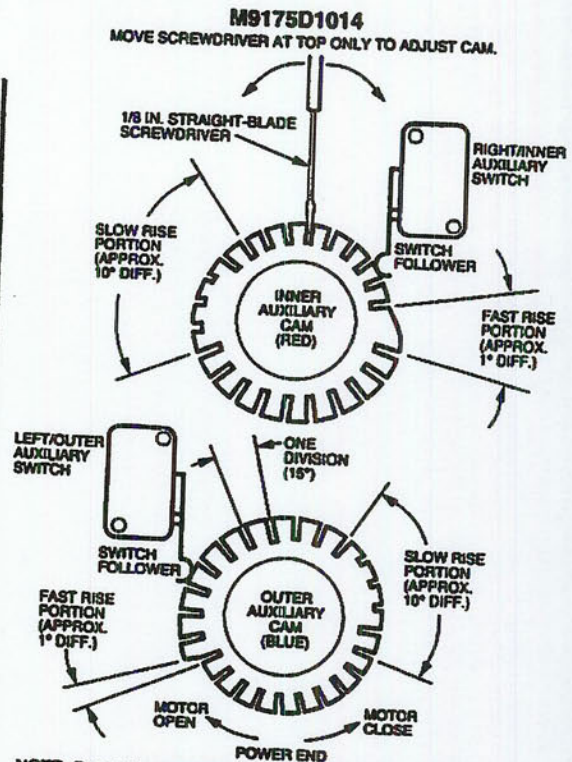 M9175D1014
MOVE SCREWDRIVER AT TOP ONLY TO ADJUST CAM.
1/8 IN. STRAIGHT-BLADE
SCREWDRIVER
RIGHT/INNER
AUXILIARY
SWITCH
SLOW RISE
PORTION
(APPROX.
10° DIFF.)
SWITCH
FOLLOWER
INNER
AUXILIARY
CAM
(RED)
FAST RISE
PORTION
(APPROX.
1° DIFF.)
LEFT/OUTER
AUXILIARY
SWITCH
ONE
DIVISION
(15°)
SWITCH
FOLLOWER
SLOW RISE
PORTION
(APPROX.
10° DIFF.)
FAST RISE
PORTION
(APPROX.
1° DIFF.)
OUTER
AUXILIARY
CAM
(BLUE)
MOTOR
OPEN
MOTOR
CLOSE
POWER END